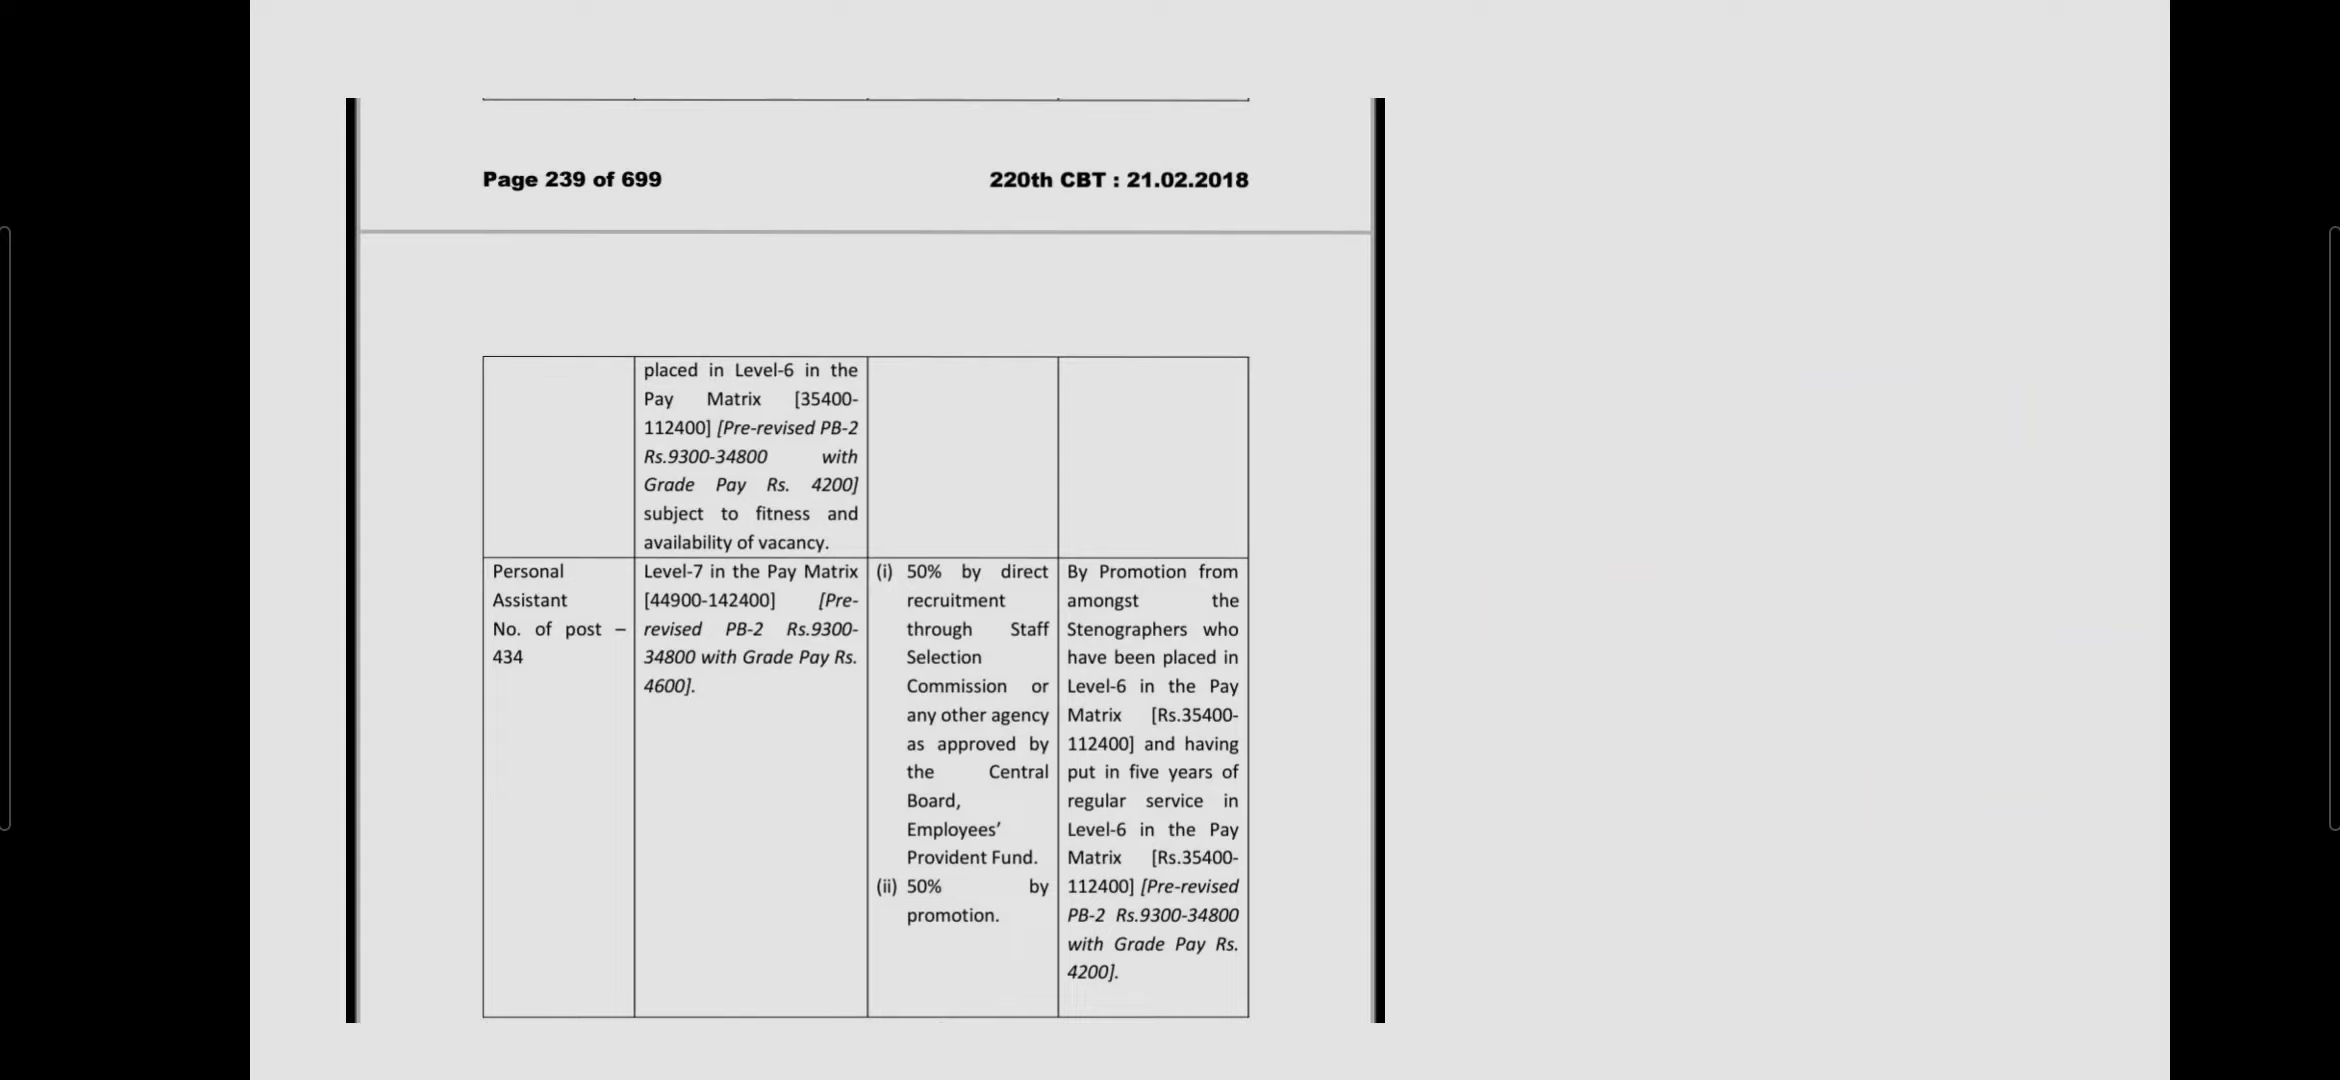 Page 239 of 699
220th CBT : 21.02.2018
placed in Level-6 in the
Pay Matrix [35400-
112400] [Pre-revised PB-2
Rs.9300-34800 with
Grade Pay Rs. 4200]
subject to fitness and
availability of vacancy.
Personal
Assistant
No. of post –
434
Level-7 in the Pay Matrix
[44900-142400] [Pre-
revised PB-2 Rs.9300-
34800 with Grade Pay Rs.
4600].
(i) 50% by direct
recruitment
through Staff
Selection
Commission or
any other agency
as approved by
the Central
Board,
Employees’
Provident Fund.
(ii) 50% by
promotion.
By Promotion from
amongst the
Stenographers who
have been placed in
Level-6 in the Pay
Matrix [Rs.35400-
112400] and having
put in five years of
regular service in
Level-6 in the Pay
Matrix [Rs.35400-
112400] [Pre-revised
PB-2 Rs.9300-34800
with Grade Pay Rs.
4200].